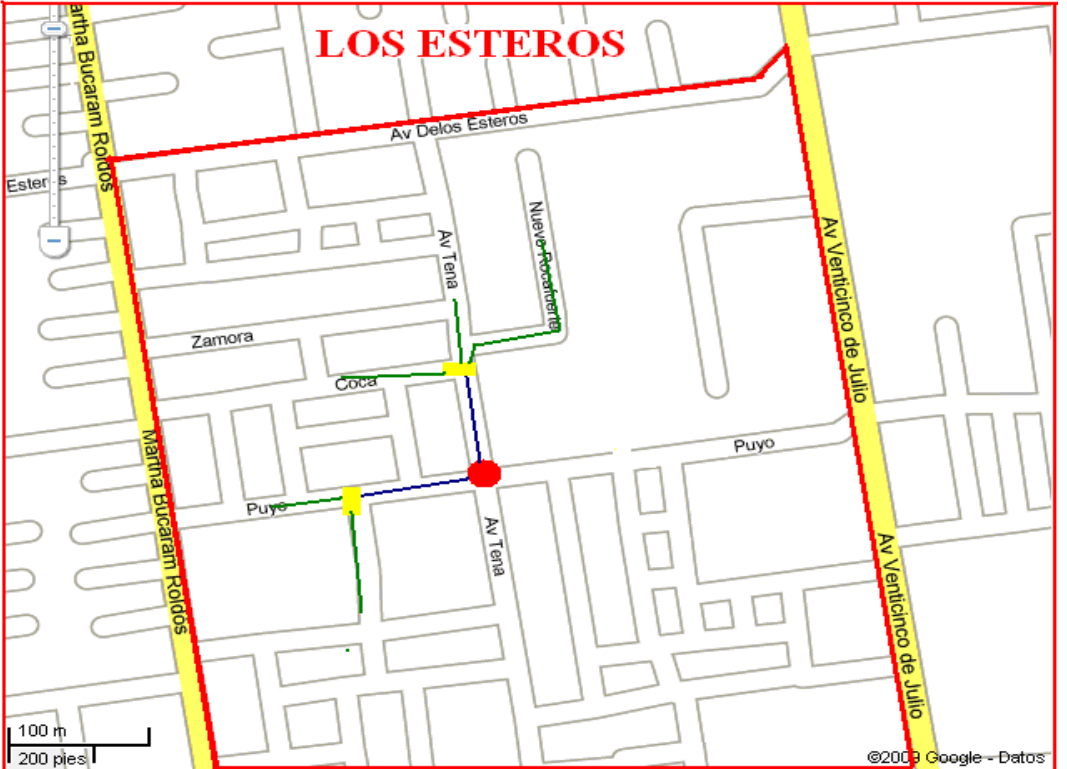 LOS ESTEROS
Martha Bucaram Roldos
Av Delos Esteros
Esteros
Nuevo Rocafuerte
Av Tena
Av Venticinco de Julio
Zamora
Coca
Puyo
Martha Bucaram Roldos
Puyo
Av Tena
Av Venticinco de Julio
100 m
200 pies
©2009 Google - Datos